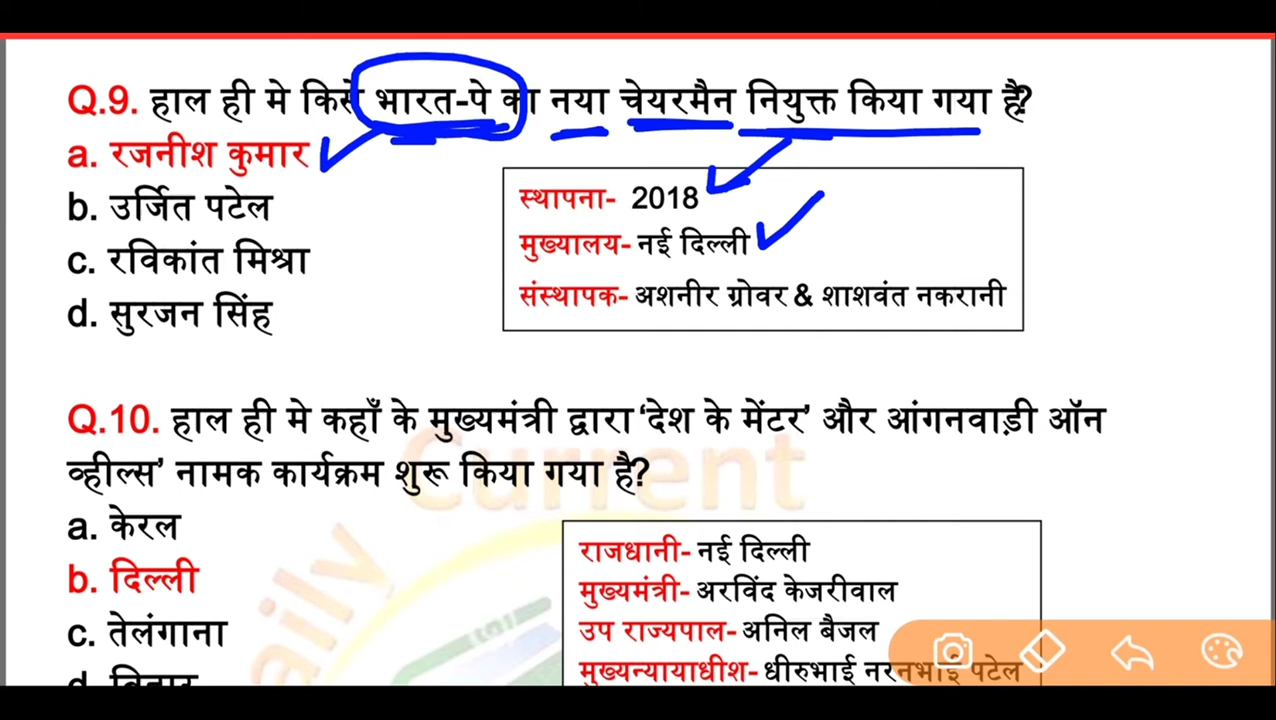 Q.9. हाल ही मे किसे भारत-पे का नया चेयरमैन नियुक्त किया गया है?
a. रजनीश कुमार
b. उर्जित पटेल
c. रविकांत मिश्रा
d. सुरजन सिंह
स्थापना- 2018
मुख्यालय- नई दिल्ली
संस्थापक- अशनीर ग्रोवर & शाशवंत नकरानी
Q.10. हाल ही मे कहाँ के मुख्यमंत्री द्वारा ‘देश के मेंटर’ और आंगनवाड़ी ऑन
व्हील्स’ नामक कार्यक्रम शुरू किया गया है?
a. केरल
b. दिल्ली
c. तेलंगाना
d.
राजधानी- नई दिल्ली
मुख्यमंत्री- अरविंद केजरीवाल
उप राज्यपाल- अनिल बैजल
मुख्यन्यायाधीश- धीरुभाई नरनभाई पटेल
Daily Current